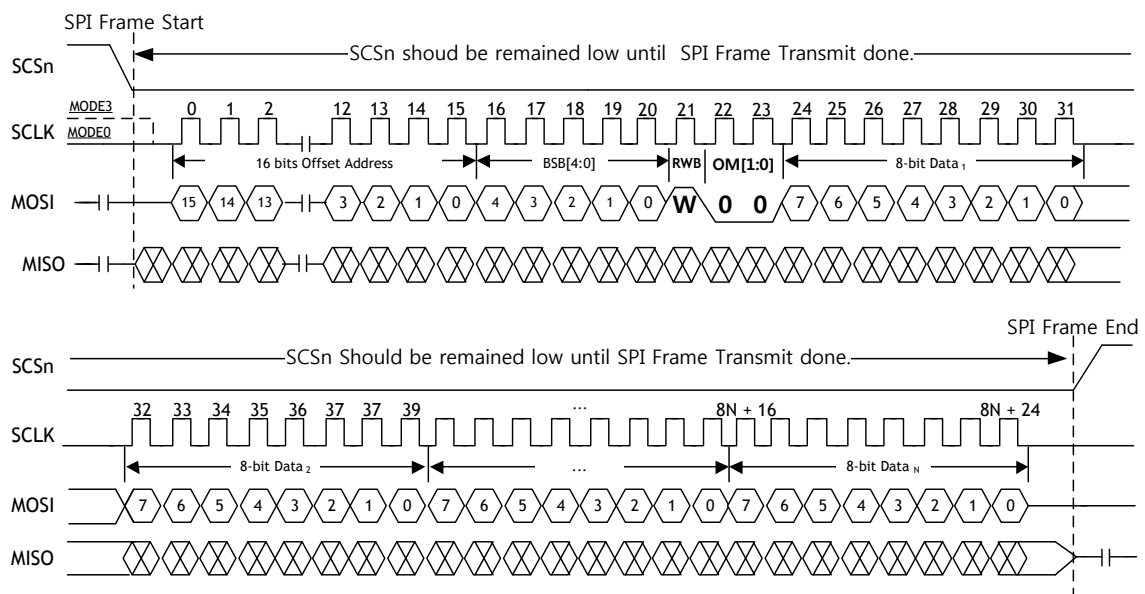 SPI Frame Start
SCSn shoud be remained low until SPI Frame Transmit done.
SCSn
MODE3
MODE0
SCLK
0 1 2 12 13 14 15 16 17 18 19 20 21 22 23 24 25 26 27 28 29 30 31
16 bits Offset Address BSB[4:0] RWB OM[1:0] 8-bit Data 1
MOSI 15 14 13 3 2 1 0 4 3 2 1 0 W 0 0 7 6 5 4 3 2 1 0
MISO
SPI Frame End
SCSn Should be remained low until SPI Frame Transmit done.
SCSn
32 33 34 35 36 37 37 39 ... 8N + 16 8N + 24
SCLK
8-bit Data 2 ... 8-bit Data N
MOSI 7 6 5 4 3 2 1 0 7 6 5 4 3 2 1 0 7 6 5 4 3 2 1 0
MISO